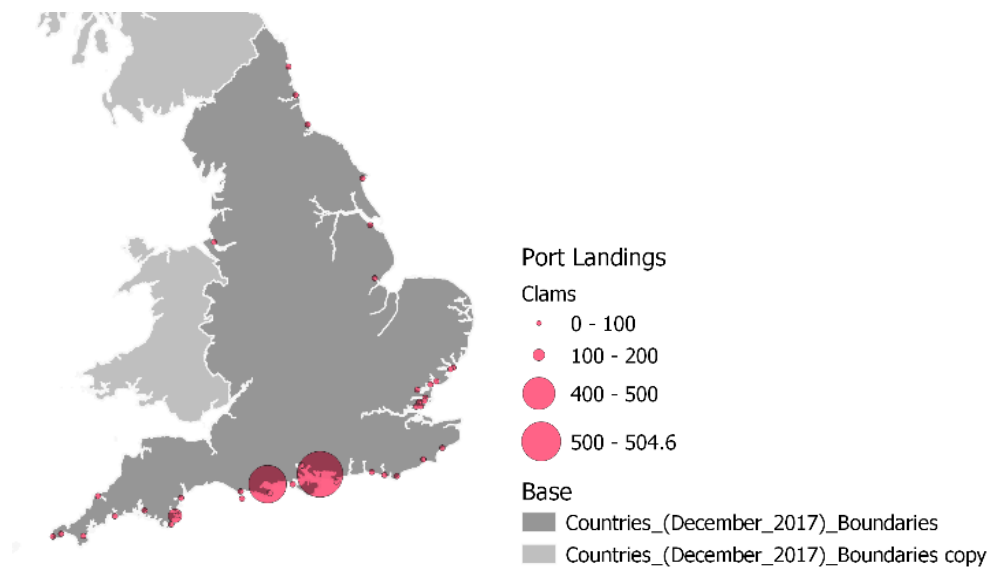 Port Landings
Clams
0 - 100
100 - 200
400 - 500
500 - 504.6
Base
Countries_(December_2017)_Boundaries
Countries_(December_2017)_Boundaries copy